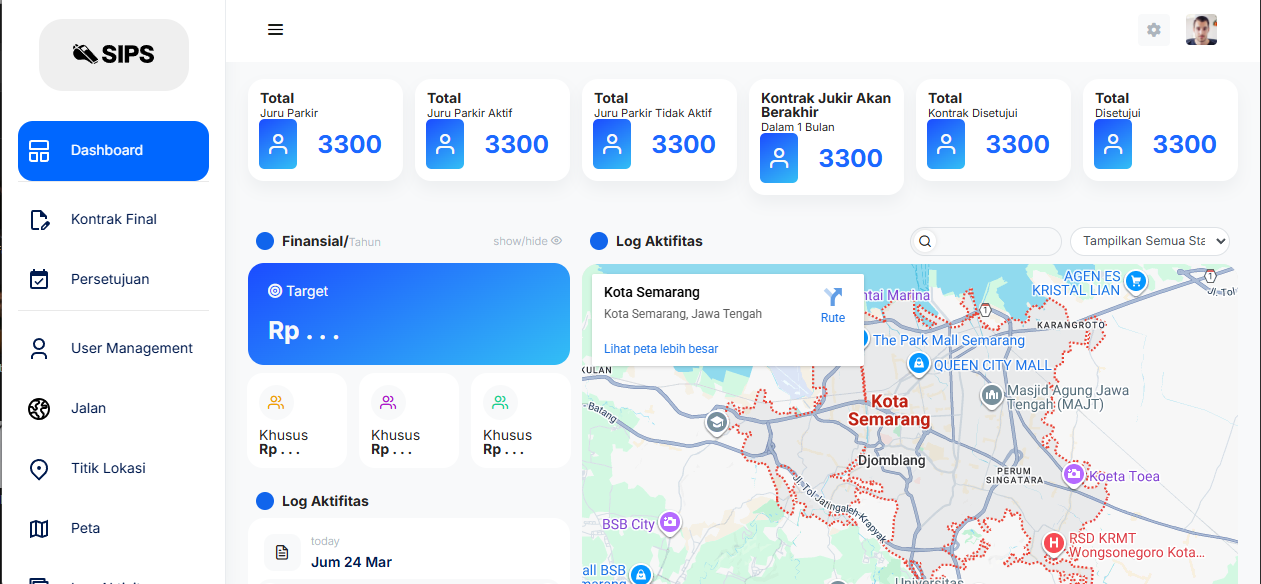 SIPS
Dashboard
Kontrak Final
Persetujuan
User Management
Jalan
Titik Lokasi
Peta
Total
Juru Parkir
3300
Total
Juru Parkir Aktif
3300
Total
Juru Parkir Tidak Aktif
3300
Kontrak Jukir Akan
Berakhir
Dalam 1 Bulan
3300
Total
Kontrak Disetujui
3300
Total
Disetujui
3300
Finansial/Tahun
show/hide
Target
Rp . . .
Khusus
Rp . . .
Khusus
Rp . . .
Khusus
Rp . . .
Log Aktifitas
today
Jum 24 Mar
Log Aktifitas
Tampilkan Semua Sta
Kota Semarang
Kota Semarang, Jawa Tengah
Rute
Lihat peta lebih besar
ntai Marina
AGEN ES
KRISTAL LIAN
1
Jl. Tol
1
KARANGROTO
The Park Mall Semarang
QUEEN CITY MALL
KULAN
Batang
Masjid Agung Jawa
Tengah (MAJT)
Kota
Semarang
Djomblang
PERUM
SINGATARA
Koeta Toea
Jl. Tol Jatingaleh-Krapyak
BSB City
H
RSD KRMT
Wongsonegoro Kota...
all BSB
Universitas